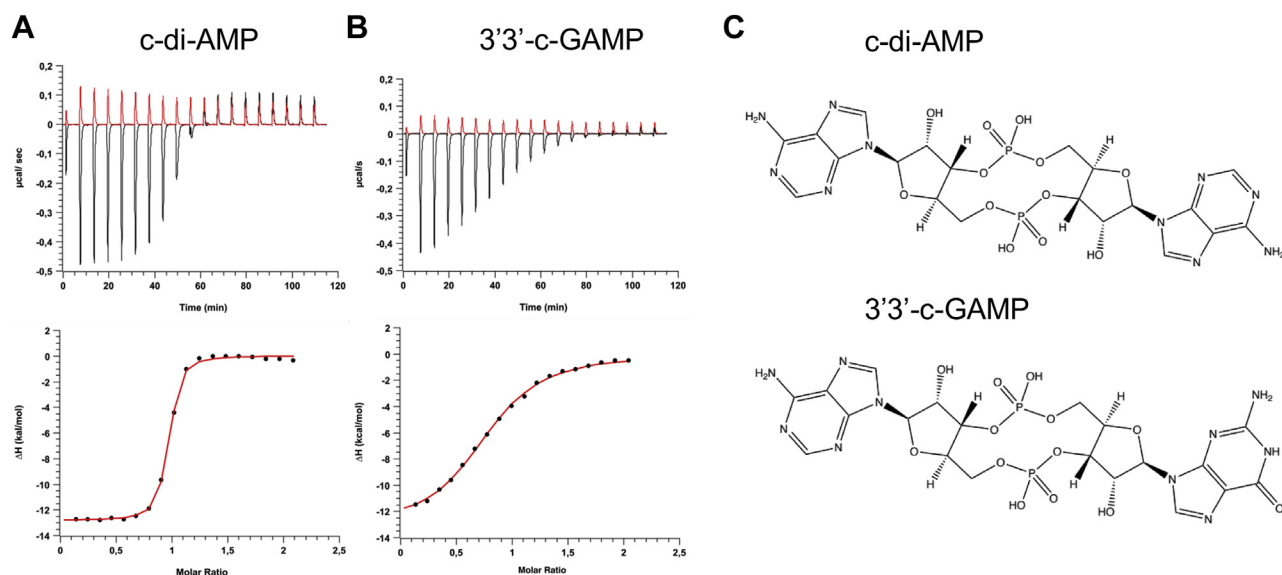 A
c-di-AMP
B
3'3'-c-GAMP
C
c-di-AMP
0,2
0,1
0
-0,1
-0,2
-0,3
-0,4
-0,5
µcal/ sec
0 20 40 60 80 100 120
Time (min)
0,2
0,1
0
-0,1
-0,2
-0,3
-0,4
-0,5
µcal/s
0 20 40 60 80 100 120
Time (min)
2
0
-2
-4
-6
-8
-10
-12
-14
ΔH (kal/mol)
0 0,5 1 1,5 2 2,5
Molar Ratio
2
0
-2
-4
-6
-8
-10
-12
-14
ΔH (kcal/mol)
0 0,5 1 1,5 2 2,5
Molar Ratio
H₂N
N
N
N
N
OH
O
H
H
O
O
P
OH
O
O
P
HO
O
O
O
H
H
HO
N
N
N
N
NH₂
3'3'-c-GAMP
H₂N
N
N
N
N
OH
O
H
H
O
O
P
OH
O
O
P
HO
O
O
O
H
H
HO
N
N
N
NH
NH₂
O